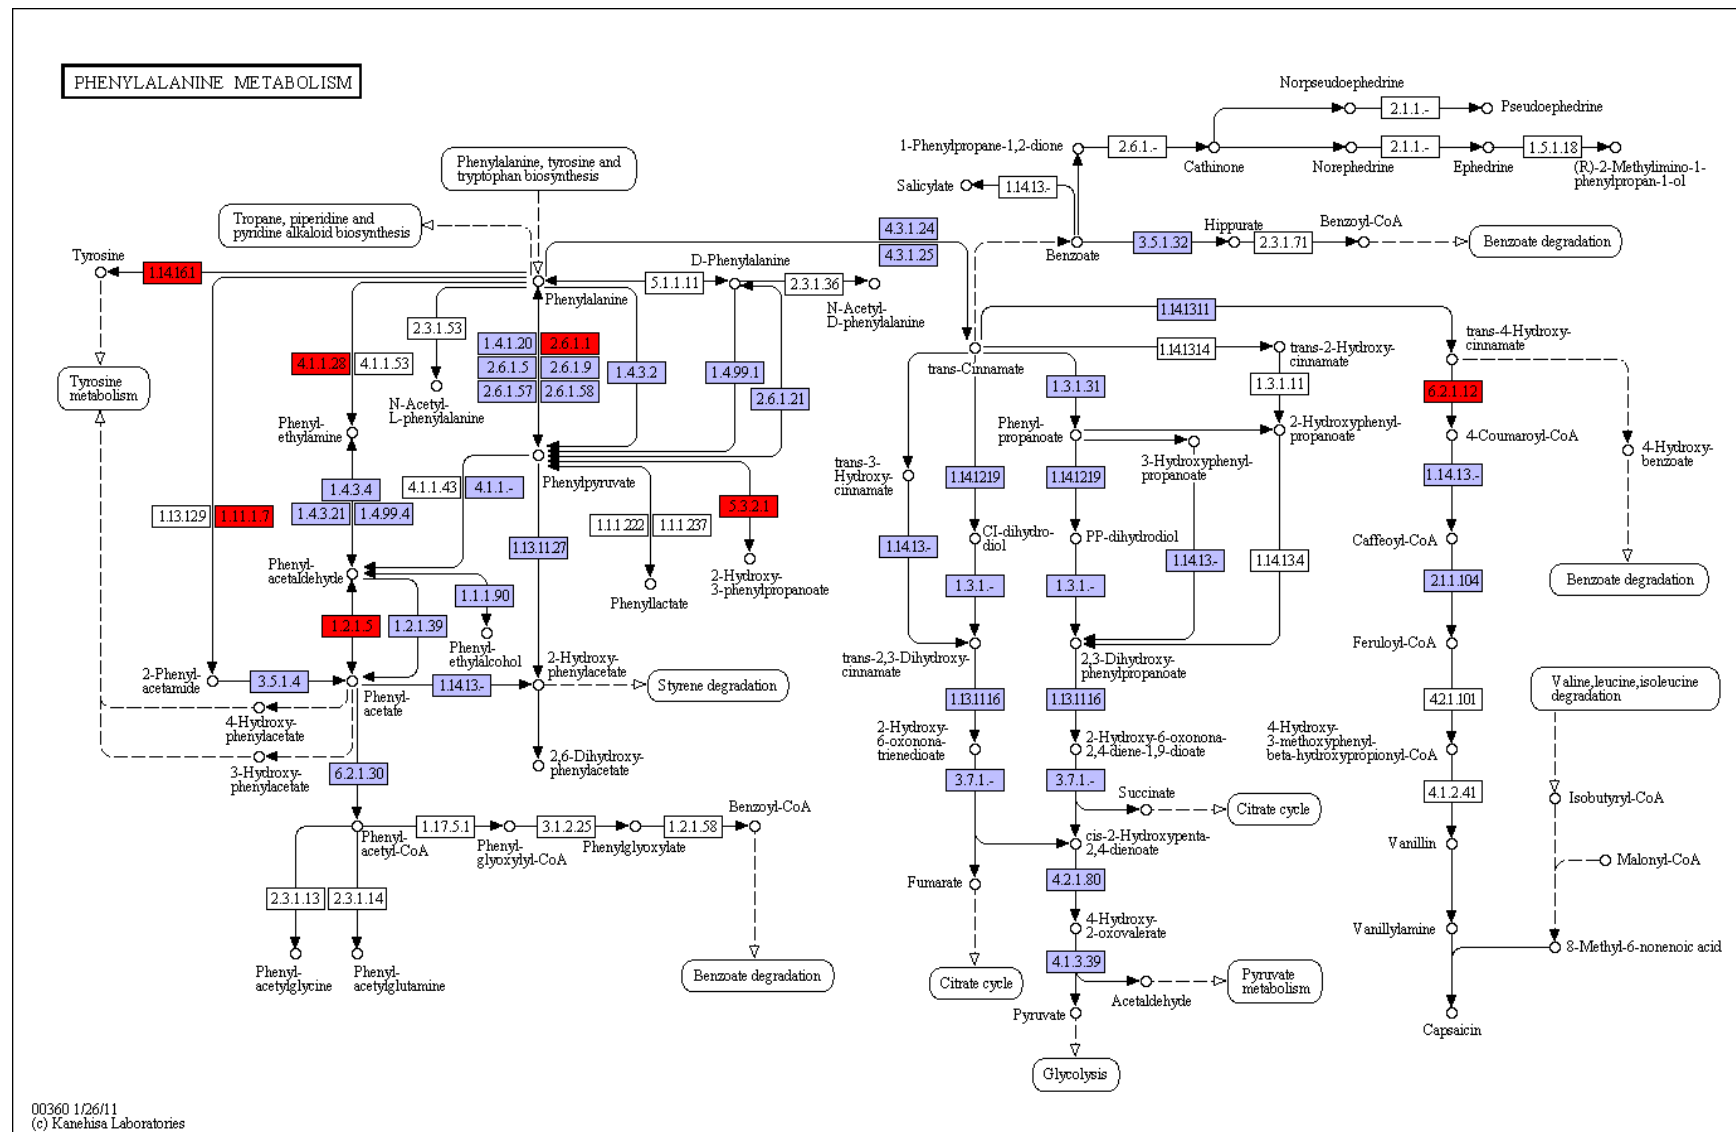 PHENYLALANINE METABOLISM
Norpseudoephedrine
2.1.1.-
Pseudoephedrine
1-Phenylpropane-1,2-dione
2.6.1.-
Cathinone
Norephedrine
2.1.1.-
Ephedrine
1.5.1.18
(R)-2-Methylimino-1-
phenylpropan-1-ol
Phenylalanine, tyrosine and
tryptophan biosynthesis
Salicylate
1.14.13.-
Tropane, piperidine and
pyridine alkaloid biosynthesis
4.3.1.24
4.3.1.25
Benzoate
3.5.1.32
Hippurate
2.3.1.71
Benzoyl-CoA
Benzoate degradation
Tyrosine
1.14.16.1
Phenylalanine
5.1.1.11
D-Phenylalanine
2.3.1.36
N-Acetyl-
D-phenylalanine
1.14.13.11
trans-4-Hydroxy-
cinnamate
2.3.1.53
4.1.1.28
4.1.1.53
1.4.1.20
2.6.1.1
2.6.1.5
2.6.1.9
2.6.1.57
2.6.1.58
1.4.3.2
1.4.99.1
2.6.1.21
trans-Cinnamate
1.14.13.14
trans-2-Hydroxy-
cinnamate
1.3.1.31
1.3.1.11
6.2.1.12
Tyrosine
metabolism
N-Acetyl-
L-phenylalanine
Phenyl-
ethylamine
Phenyl-
propanoate
2-Hydroxyphenyl-
propanoate
4-Coumaroyl-CoA
4-Hydroxy-
benzoate
Phenylpyruvate
trans-3-
Hydroxy-
cinnamate
3-Hydroxyphenyl-
propanoate
1.4.3.4
1.4.3.21
1.4.99.4
4.1.1.43
4.1.1.-
1.14.12.19
1.14.12.19
1.14.13.-
1.13.12.9
1.11.1.7
1.1.1.222
1.1.1.237
5.3.2.1
1.13.11.27
CI-dihydro-
diol
PP-dihydrodiol
Caffeoyl-CoA
1.14.13.-
1.14.13.-
1.14.13.4
Phenyl-
acetaldehyde
2-Hydroxy-
3-phenylpropanoate
Phenyllactate
1.1.1.90
1.3.1.-
1.3.1.-
2.1.1.104
Benzoate degradation
1.2.1.5
1.2.1.39
Phenyl-
ethylalcohol
Feruloyl-CoA
2-Phenyl-
acetamide
3.5.1.4
Phenyl-
acetate
1.14.13.-
2-Hydroxy-
phenylacetate
Styrene degradation
trans-2,3-Dihydroxy-
cinnamate
2,3-Dihydroxy-
phenylpropanoate
Valine,leucine,isoleucine
degradation
4-Hydroxy-
phenylacetate
1.13.11.16
1.13.11.16
4.2.1.101
3-Hydroxy-
phenylacetate
2,6-Dihydroxy-
phenylacetate
2-Hydroxy-
6-oxonona-
trienedioate
2-Hydroxy-6-oxonona-
2,4-diene-1,9-dioate
4-Hydroxy-
3-methoxyphenyl-
beta-hydroxypropionyl-CoA
6.2.1.30
3.7.1.-
3.7.1.-
4.1.2.41
Succinate
Citrate cycle
Isobutyryl-CoA
Phenyl-
acetyl-CoA
1.17.5.1
Phenyl-
glyoxylyl-CoA
3.1.2.25
Phenylglyoxylate
1.2.1.58
Benzoyl-CoA
cis-2-Hydroxypenta-
2,4-dienoate
Vanillin
Malonyl-CoA
Fumarate
4.2.1.80
2.3.1.13
2.3.1.14
4-Hydroxy-
2-oxovalerate
Vanillylamine
8-Methyl-6-nonenoic acid
Phenyl-
acetylglycine
Phenyl-
acetylglutamine
Benzoate degradation
Citrate cycle
4.1.3.39
Acetaldehyde
Pyruvate
metabolism
Pyruvate
Capsaicin
Glycolysis
00360 1/26/11
(c) Kanehisa Laboratories